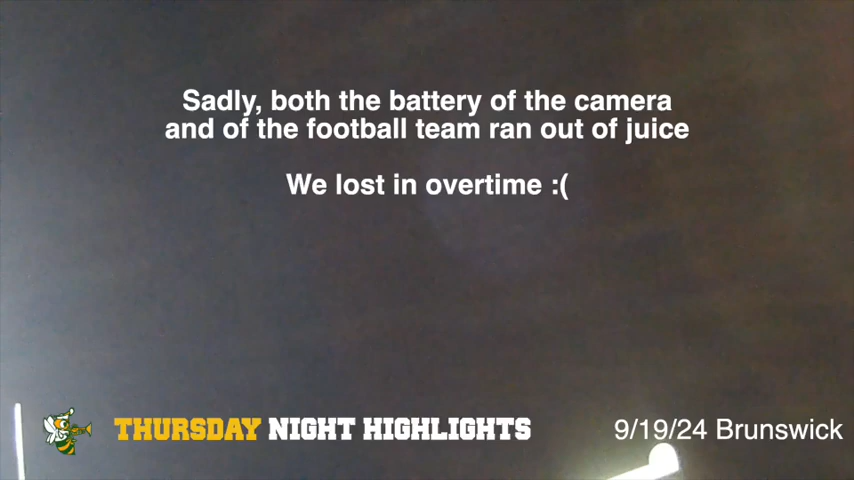 Sadly, both the battery of the camera
and of the football team ran out of juice
We lost in overtime :(
THURSDAY NIGHT HIGHLIGHTS
9/19/24 Brunswick